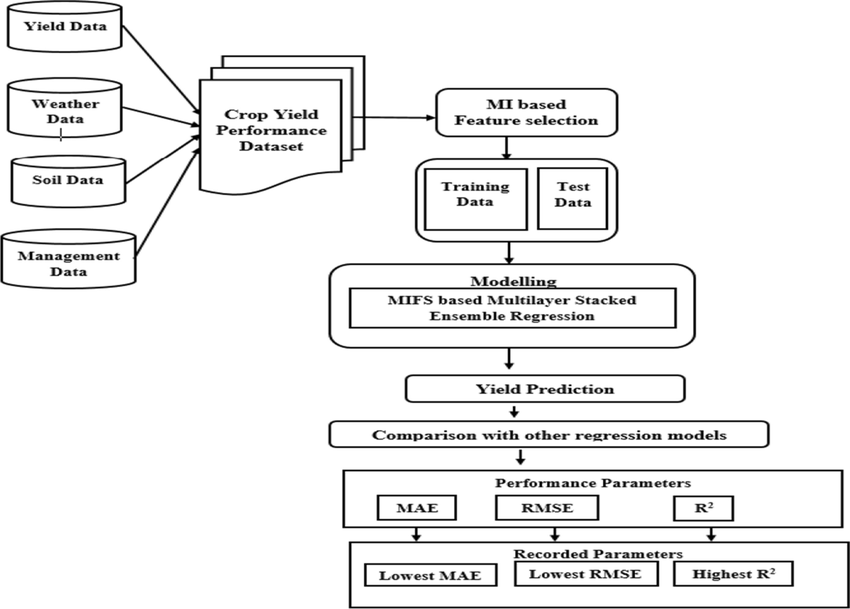 Yield Data
Weather
Data
Soil Data
Management
Data
Crop Yield
Performance
Dataset
MI based
Feature selection
Training
Data
Test
Data
Modelling
MIFS based Multilayer Stacked
Ensemble Regression
Yield Prediction
Comparison with other regression models
Performance Parameters
MAE
RMSE
R²
Recorded Parameters
Lowest MAE
Lowest RMSE
Highest R²